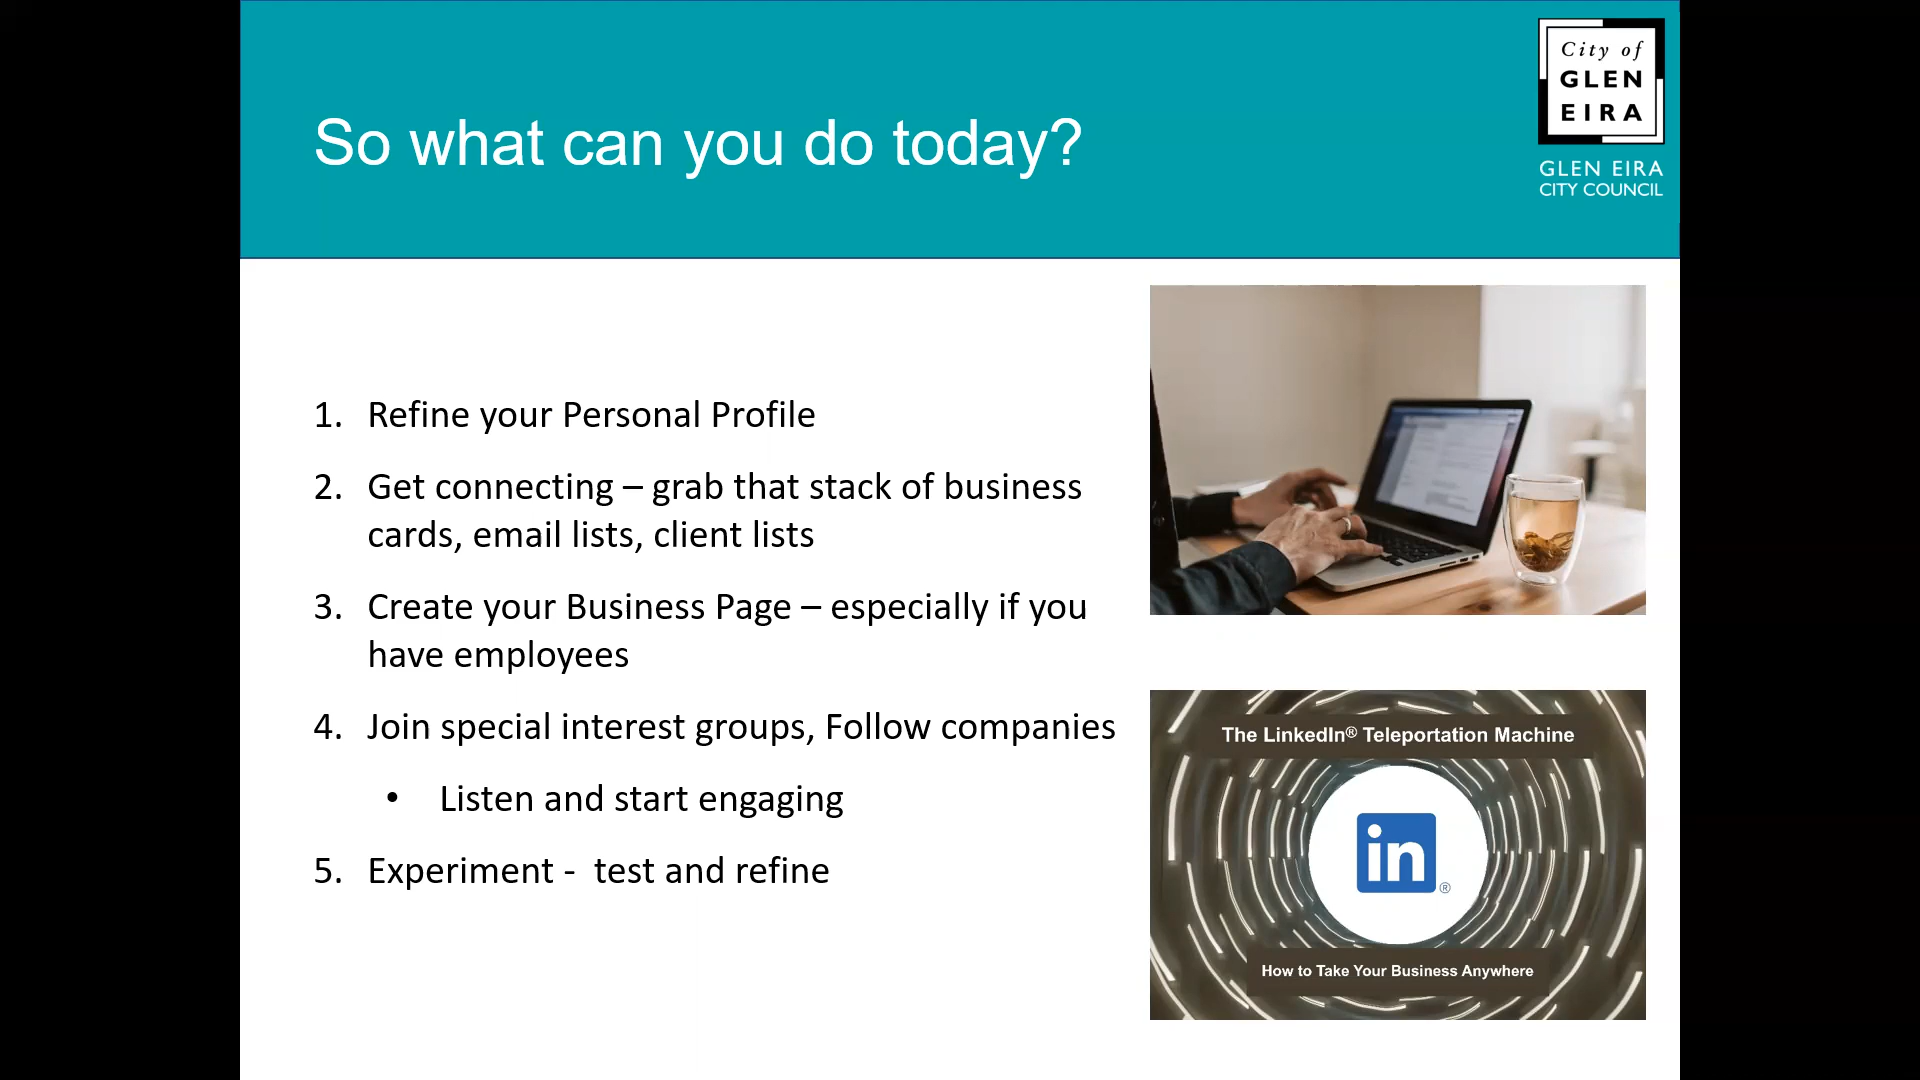 So what can you do today?
City of
GLEN
EIRA
GLEN EIRA
CITY COUNCIL
1. Refine your Personal Profile
2. Get connecting – grab that stack of business
cards, email lists, client lists
3. Create your Business Page – especially if you
have employees
4. Join special interest groups, Follow companies
• Listen and start engaging
5. Experiment -  test and refine
The LinkedIn® Teleportation Machine
in®
How to Take Your Business Anywhere